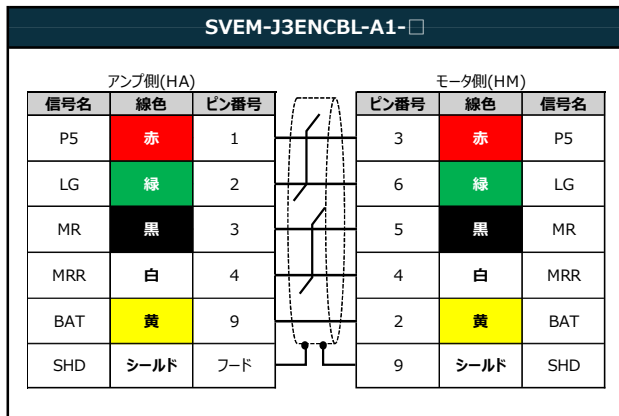 SVEM-J3ENCBL-A1-□
アンプ側(HA) モータ側(HM)
信号名 線色 ピン番号 ピン番号 線色 信号名
P5 赤 1 3 赤 P5
LG 緑 2 6 緑 LG
MR 黒 3 5 黒 MR
MRR 白 4 4 白 MRR
BAT 黄 9 2 黄 BAT
SHD シールド フード 9 シールド SHD